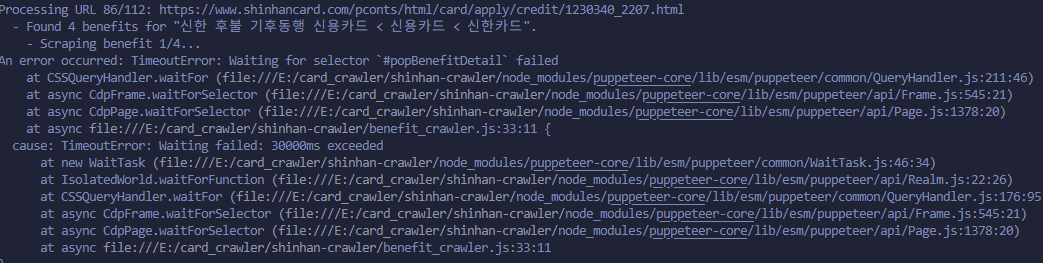 Processing URL 86/112: https://www.shinhancard.com/pconts/html/card/apply/credit/1230340_2207.html
- Found 4 benefits for "신한 후불 기후동행 신용카드 < 신용카드 < 신한카드".
- Scraping benefit 1/4...
An error occurred: TimeoutError: Waiting for selector `#popBenefitDetail` failed
at CSSQueryHandler.waitFor (file:///E:/card_crawler/shinhan-crawler/node_modules/puppeteer-core/lib/esm/puppeteer/common/QueryHandler.js:211:46)
at async CdpFrame.waitForSelector (file:///E:/card_crawler/shinhan-crawler/node_modules/puppeteer-core/lib/esm/puppeteer/api/Frame.js:545:21)
at async CdpPage.waitForSelector (file:///E:/card_crawler/shinhan-crawler/node_modules/puppeteer-core/lib/esm/puppeteer/api/Page.js:1378:20)
at async file:///E:/card_crawler/shinhan-crawler/benefit_crawler.js:33:11 {
cause: TimeoutError: Waiting failed: 30000ms exceeded
at new WaitTask (file:///E:/card_crawler/shinhan-crawler/node_modules/puppeteer-core/lib/esm/puppeteer/common/WaitTask.js:46:34)
at IsolatedWorld.waitForFunction (file:///E:/card_crawler/shinhan-crawler/node_modules/puppeteer-core/lib/esm/puppeteer/api/Realm.js:22:26)
at CSSQueryHandler.waitFor (file:///E:/card_crawler/shinhan-crawler/node_modules/puppeteer-core/lib/esm/puppeteer/common/QueryHandler.js:176:95
at async CdpFrame.waitForSelector (file:///E:/card_crawler/shinhan-crawler/node_modules/puppeteer-core/lib/esm/puppeteer/api/Frame.js:545:21)
at async CdpPage.waitForSelector (file:///E:/card_crawler/shinhan-crawler/node_modules/puppeteer-core/lib/esm/puppeteer/api/Page.js:1378:20)
at async file:///E:/card_crawler/shinhan-crawler/benefit_crawler.js:33:11